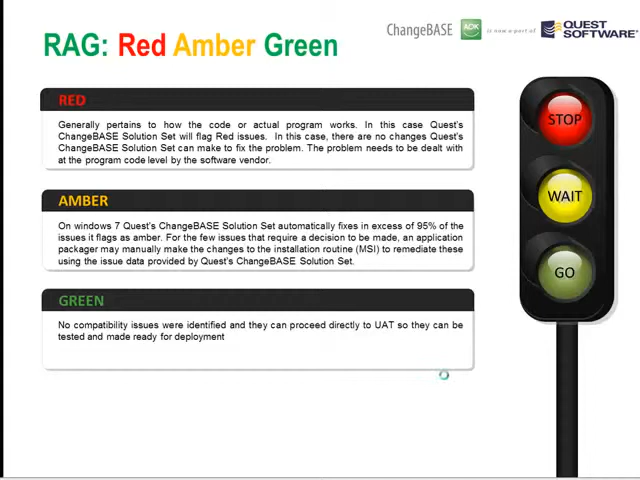 RAG: Red Amber Green
ChangeBASE AOK is now a part of QUEST SOFTWARE®
RED
Generally pertains to how the code or actual program works. In this case Quest's
ChangeBASE Solution Set will flag Red issues. In this case, there are no changes Quest's
ChangeBASE Solution Set can make to fix the problem. The problem needs to be dealt with
at the program code level by the software vendor.
AMBER
On windows 7 Quest's ChangeBASE Solution Set automatically fixes in excess of 95% of the
issues it flags as amber. For the few issues that require a decision to be made, an application
packager may manually make the changes to the installation routine (MSI) to remediate these
using the issue data provided by Quest's ChangeBASE Solution Set.
GREEN
No compatibility issues were identified and they can proceed directly to UAT so they can be
tested and made ready for deployment
STOP
WAIT
GO